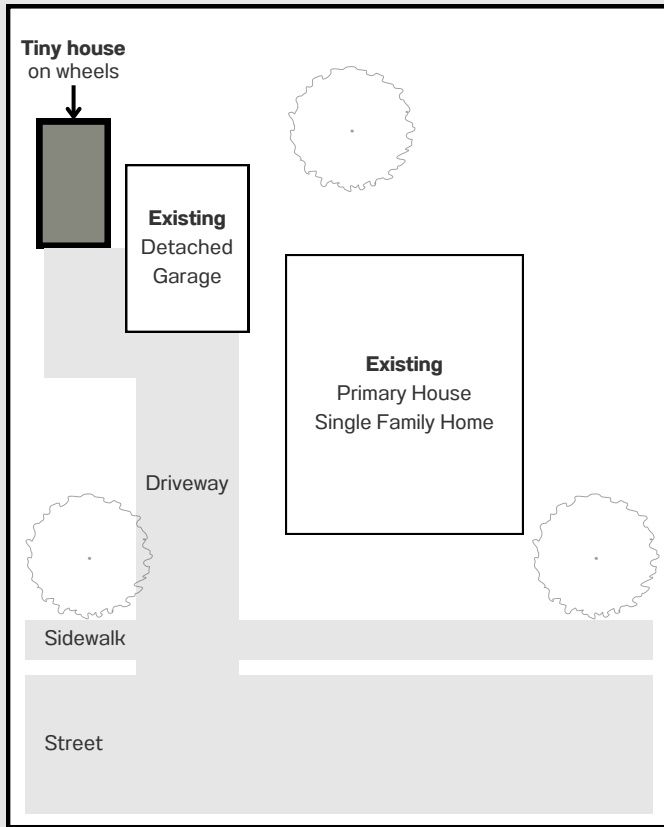 Tiny house
on wheels
Existing
Detached
Garage
Existing
Primary House
Single Family Home
Driveway
Sidewalk
Street